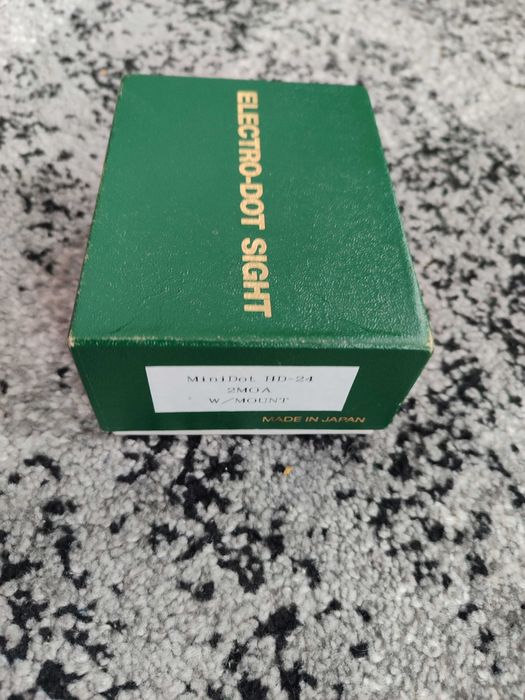 ELECTRO-DOT SIGHT
MiniDot HD-24
2MOA
W/MOUNT
MADE IN JAPAN